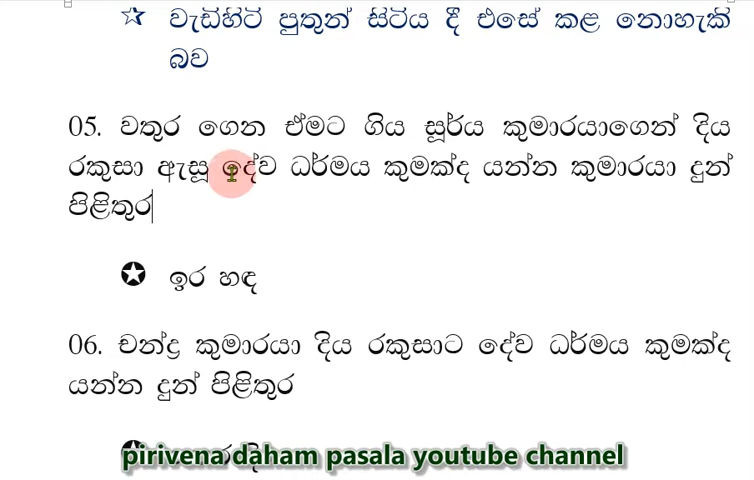 වැඩිහිටි පුතුන් සිටිය දී එසේ කළ නොහැකි
බව
05. වතුර ගෙන ඒමට ගිය සූර්ය කුමාරයාගෙන් දිය
රකුසා ඇසූ දේව ධර්මය කුමක්ද යන්න කුමාරයා දුන්
පිළිතුර
ඉර හඳ
06. චන්ද්‍ර කුමාරයා දිය රකුසාට දේව ධර්මය කුමක්ද
යන්න දුන් පිළිතුර
pirivena daham pasala youtube channel